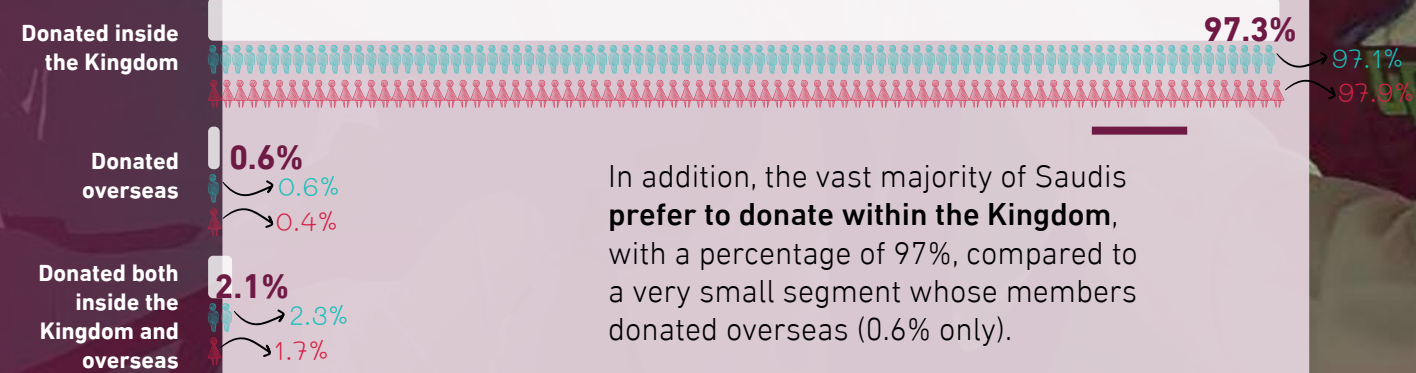 Donated inside
the Kingdom
97.3%
97.1%
97.9%
Donated
overseas
0.6%
0.6%
0.4%
Donated both
inside the
Kingdom and
overseas
2.1%
2.3%
1.7%
In addition, the vast majority of Saudis
prefer to donate within the Kingdom,
with a percentage of 97%, compared to
a very small segment whose members
donated overseas (0.6% only).